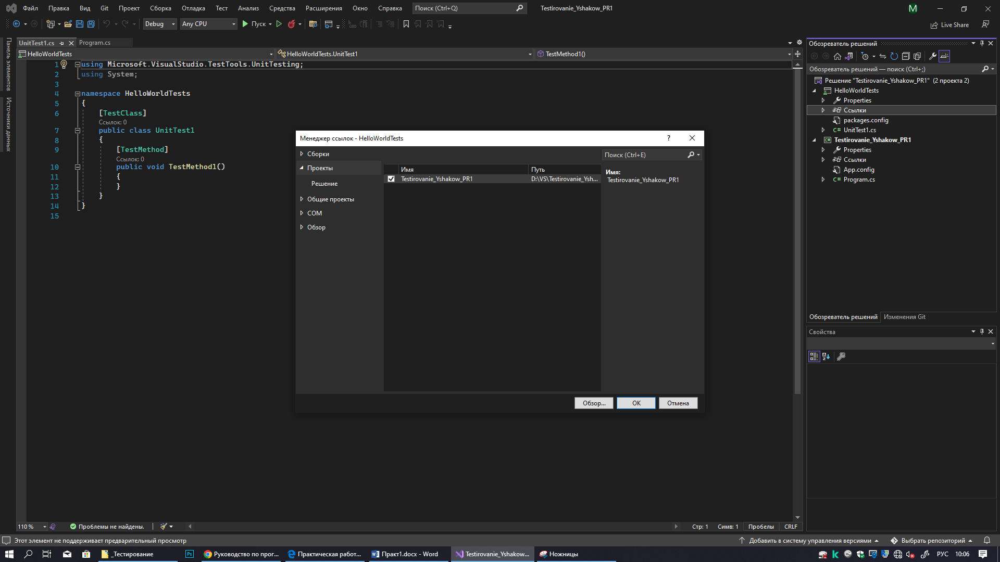 Файл Правка Вид Git Проект Сборка Отладка Тест Анализ Средства Расширения Окно Справка Поиск (Ctrl+Q) Testirovanie_Yshakow_PR1 M
Debug Any CPU Пуск Live Share
Панель элементов
Источники данных
UnitTest1.cs Program.cs
HelloWorldTests HelloWorldTests.UnitTest1 TestMethod1()
1 using Microsoft.VisualStudio.TestTools.UnitTesting;
2 using System;
3
4 namespace HelloWorldTests
5 {
6 [TestClass]
Ссылок: 0
7 public class UnitTest1
8 {
9 [TestMethod]
Ссылок: 0
10 public void TestMethod1()
11 {
12 }
13 }
14 }
15
Менеджер ссылок - HelloWorldTests ?
Сборки
Проекты
Решение
Общие проекты
COM
Обзор
Имя Путь
Testirovanie_Yshakow_PR1 D:\VS\Testirovanie_Ysh...
Поиск (Ctrl+E)
Имя:
Testirovanie_Yshakow_PR1
Обзор... ОК Отмена
Обозреватель решений
Обозреватель решений — поиск (Ctrl+;)
Решение "Testirovanie_Yshakow_PR1" (2 проекта 2)
HelloWorldTests
Properties
Ссылки
packages.config
C# UnitTest1.cs
C# Testirovanie_Yshakow_PR1
Properties
Ссылки
App.config
C# Program.cs
Обозреватель решений Изменения Git
Свойства
110 % Проблемы не найдены. Стр: 1 Симв: 1 Пробелы CRLF
Этот элемент не поддерживает предварительный просмотр Добавить в систему управления версиями Выбрать репозиторий
_Тестирование Ps Руководство по прог... Практическая работ... Практ1.docx - Word Testirovanie_Yshakow... Ножницы РУС 10:06